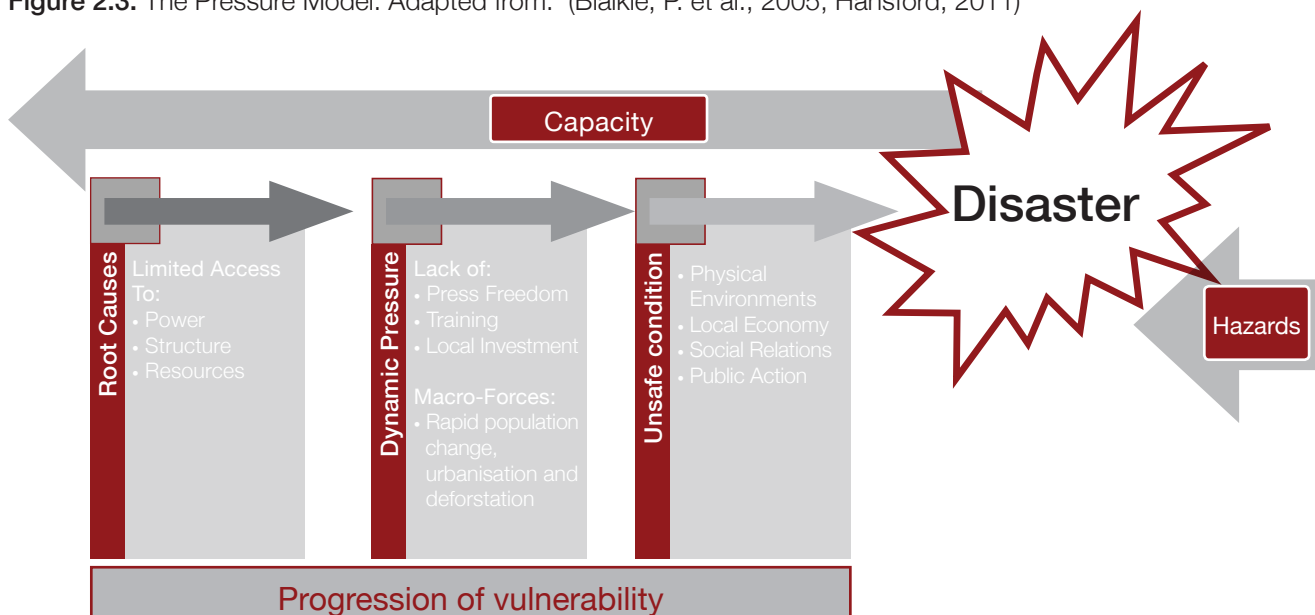 Figure 2.3. The Pressure Model. Adapted from: (Blaikie, P. et al., 2005, Hansford, 2011)
Capacity
Disaster
Hazards
Root Causes
Limited Access
To:
• Power
• Structure
• Resources
Dynamic Pressure
Lack of:
• Press Freedom
• Training
• Local Investment
Macro-Forces:
• Rapid population
change,
urbanisation and
deforstation
Unsafe condition
• Physical
Environments
• Local Economy
• Social Relations
• Public Action
Progression of vulnerability